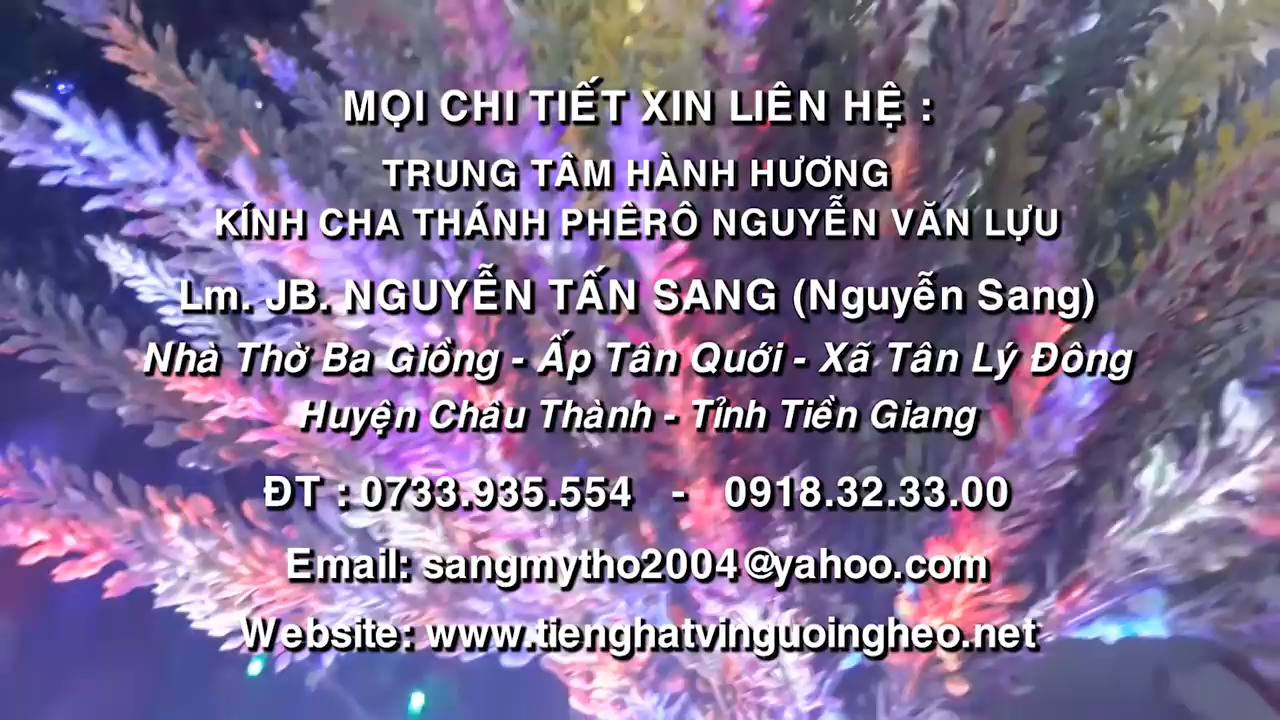 MỌI CHI TIẾT XIN LIÊN HỆ :
TRUNG TÂM HÀNH HƯƠNG
KÍNH CHA THÁNH PHÊRÔ NGUYỄN VĂN LỰU
Lm. JB. NGUYỄN TẤN SANG (Nguyễn Sang)
Nhà Thờ Ba Giồng - Ấp Tân Quới - Xã Tân Lý Đông
Huyện Châu Thành - Tỉnh Tiền Giang
ĐT : 0733.935.554 - 0918.32.33.00
Email: sangmytho2004@yahoo.com
Website: www.tienghatvinguoingheo.net